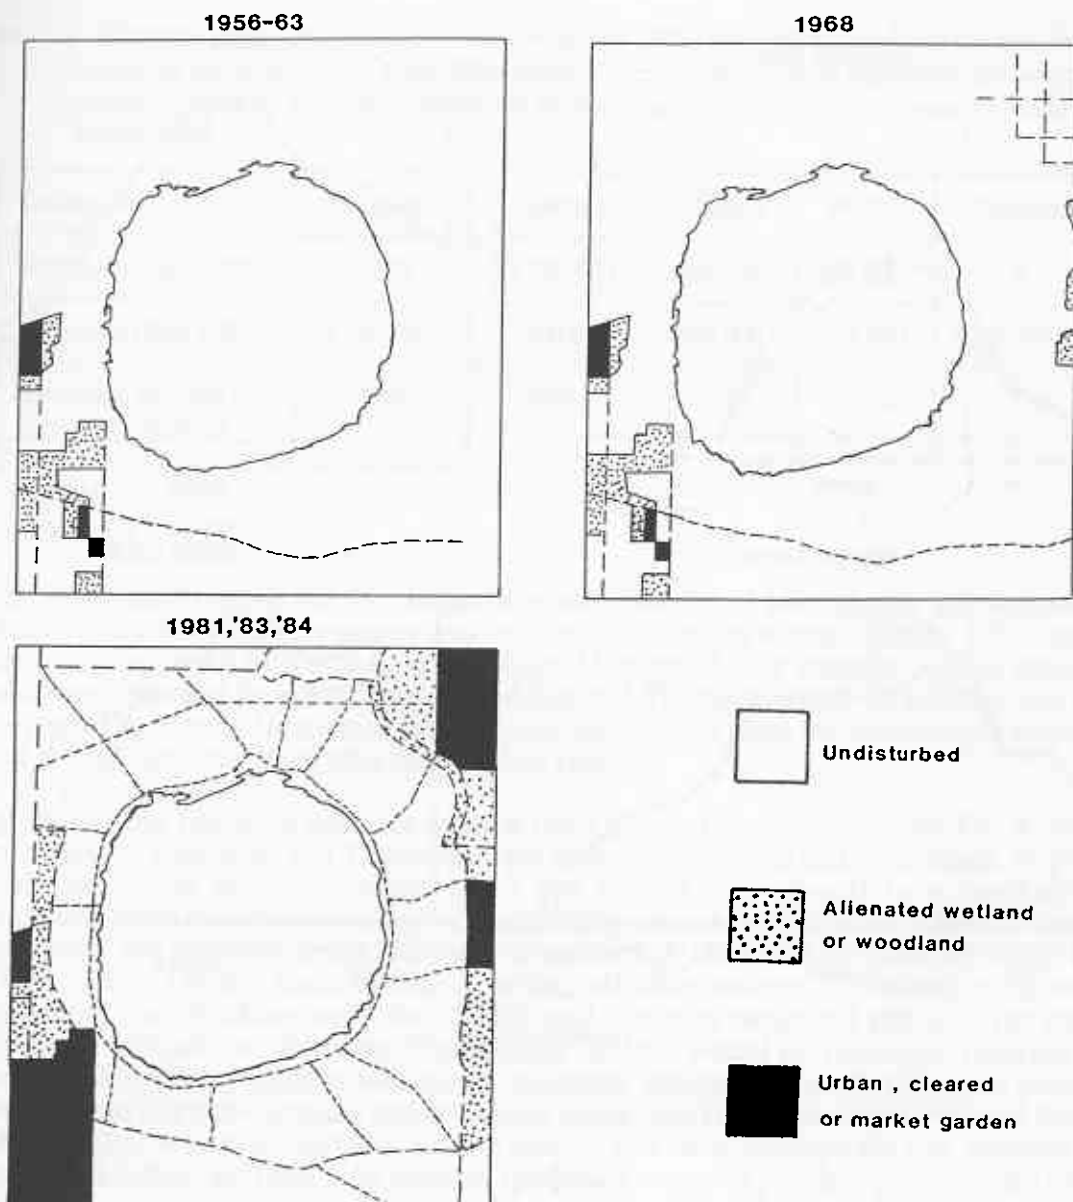 1956-63
1968
1981,'83,'84
Undisturbed
Alienated wetland
or woodland
Urban, cleared
or market garden